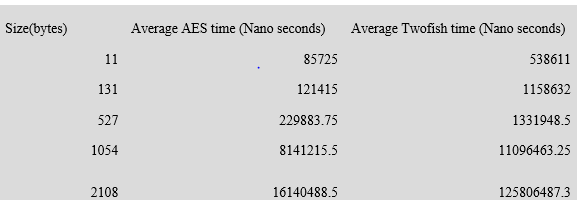 Size(bytes) Average AES time (Nano seconds) Average Twofish time (Nano seconds)
11 85725 538611
131 121415 1158632
527 229883.75 1331948.5
1054 8141215.5 11096463.25
2108 16140488.5 125806487.3